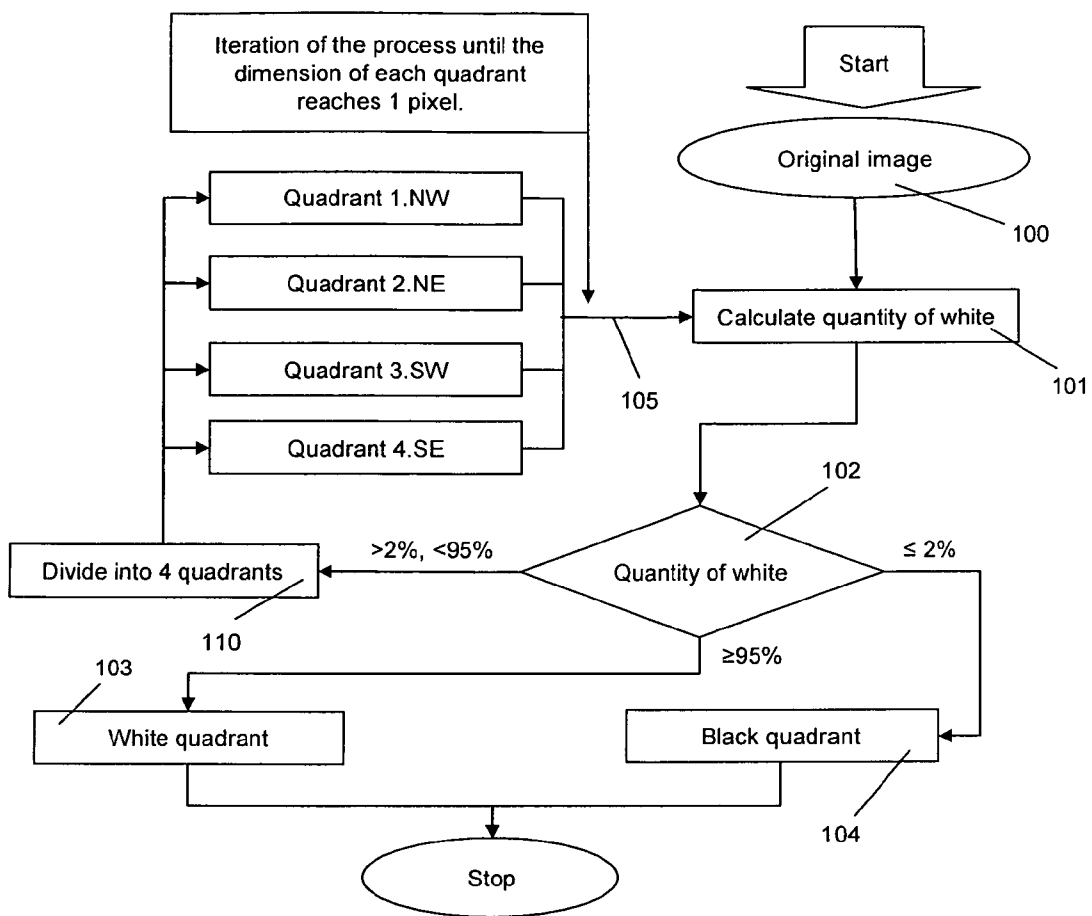 Iteration of the process until the
dimension of each quadrant
reaches 1 pixel.
Start
Original image
100
Quadrant 1.NW
Quadrant 2.NE
Quadrant 3.SW
Quadrant 4.SE
105
Calculate quantity of white
101
102
Divide into 4 quadrants
110
>2%, <95%
Quantity of white
≤ 2%
≥95%
103
White quadrant
Black quadrant
104
Stop